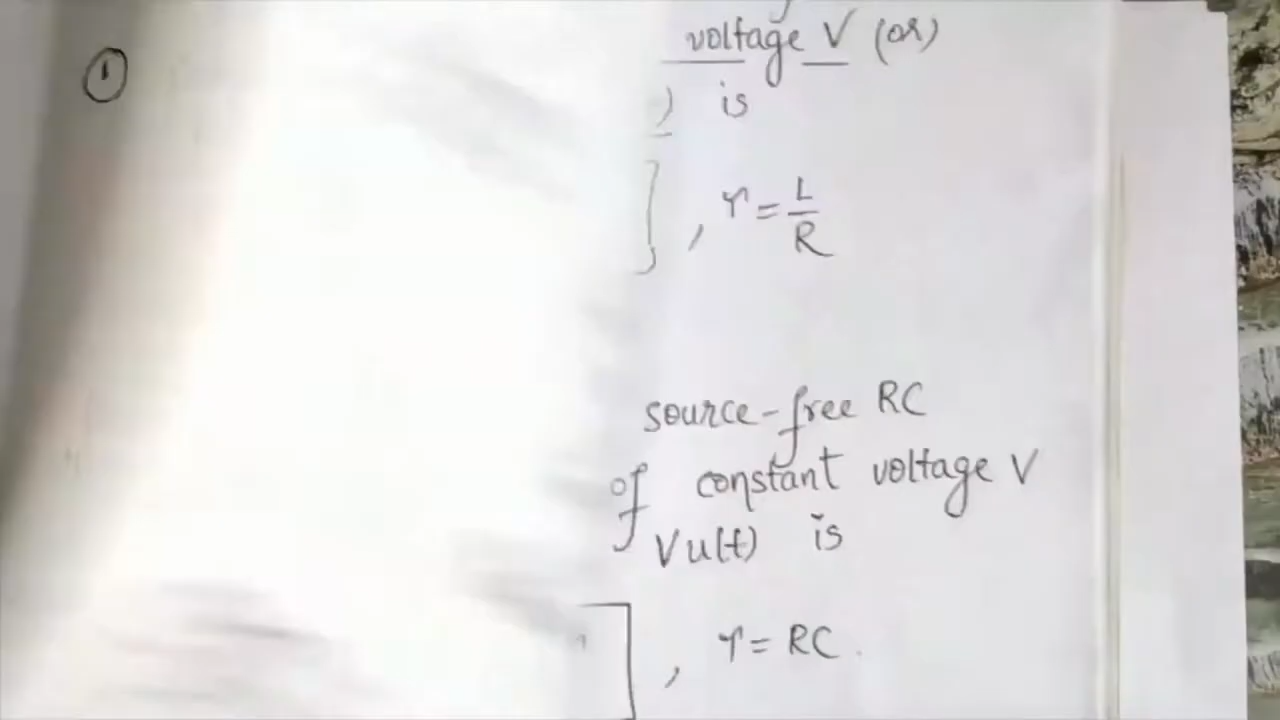 ①
voltage V (or)
) is
] , τ = L/R
source-free RC
of constant voltage V
Vu(t) is
] , τ = RC.